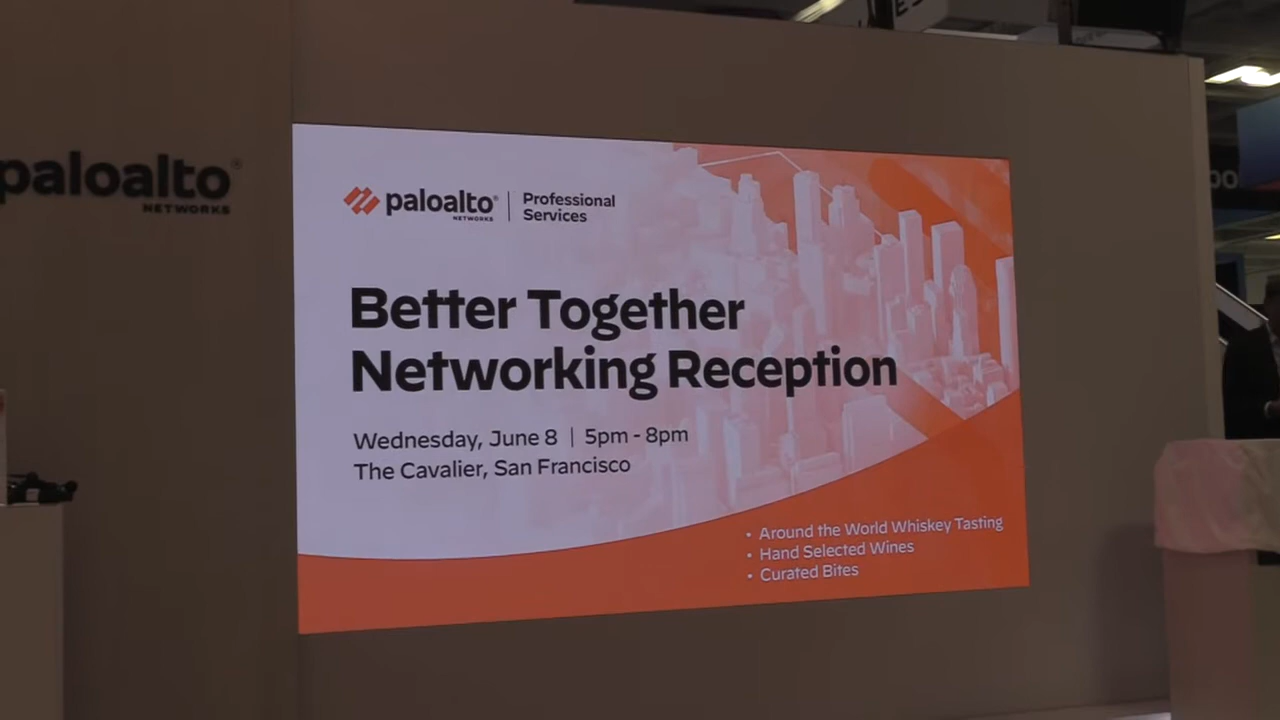 paloalto®
NETWORKS
paloalto®
NETWORKS
Professional
Services
Better Together
Networking Reception
Wednesday, June 8 | 5pm - 8pm
The Cavalier, San Francisco
• Around the World Whiskey Tasting
• Hand Selected Wines
• Curated Bites